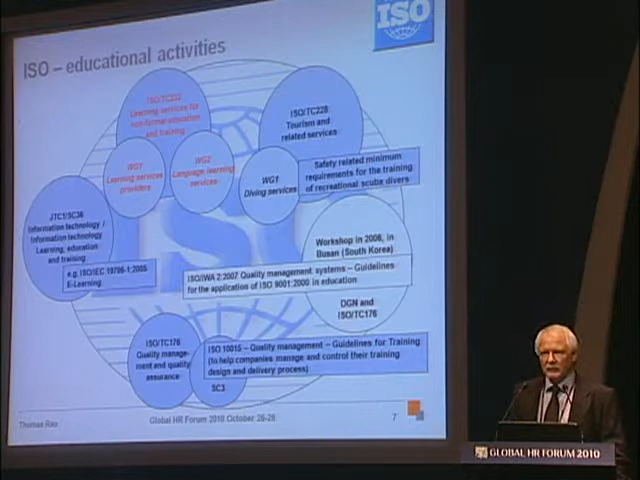 ISO
ISO – educational activities
ISO/TC232
Learning services for
non-formal education
and training
ISO/TC228
Tourism and
related services
WG1
Learning services
providers
WG2
Language learning
services
WG1
Diving services
Safety related minimum
requirements for the training
of recreational scuba divers
JTC1/SC36
Information technology /
Information technology
Learning, education
and training
e.g. ISO/IEC 19796-1:2005
E-Learning
Workshop in 2006, in
Busan (South Korea)
ISO/IWA 2:2007 Quality management systems – Guidelines
for the application of ISO 9001:2000 in education
DGN and
ISO/TC176
ISO/TC176
Quality manage-
ment and quality
assurance
ISO 10015 – Quality management – Guidelines for Training
(to help companies manage and control their training
design and delivery process)
SC3
Thomas Rau
Global HR Forum 2010 October 26-28
7
GLOBAL HR FORUM 2010